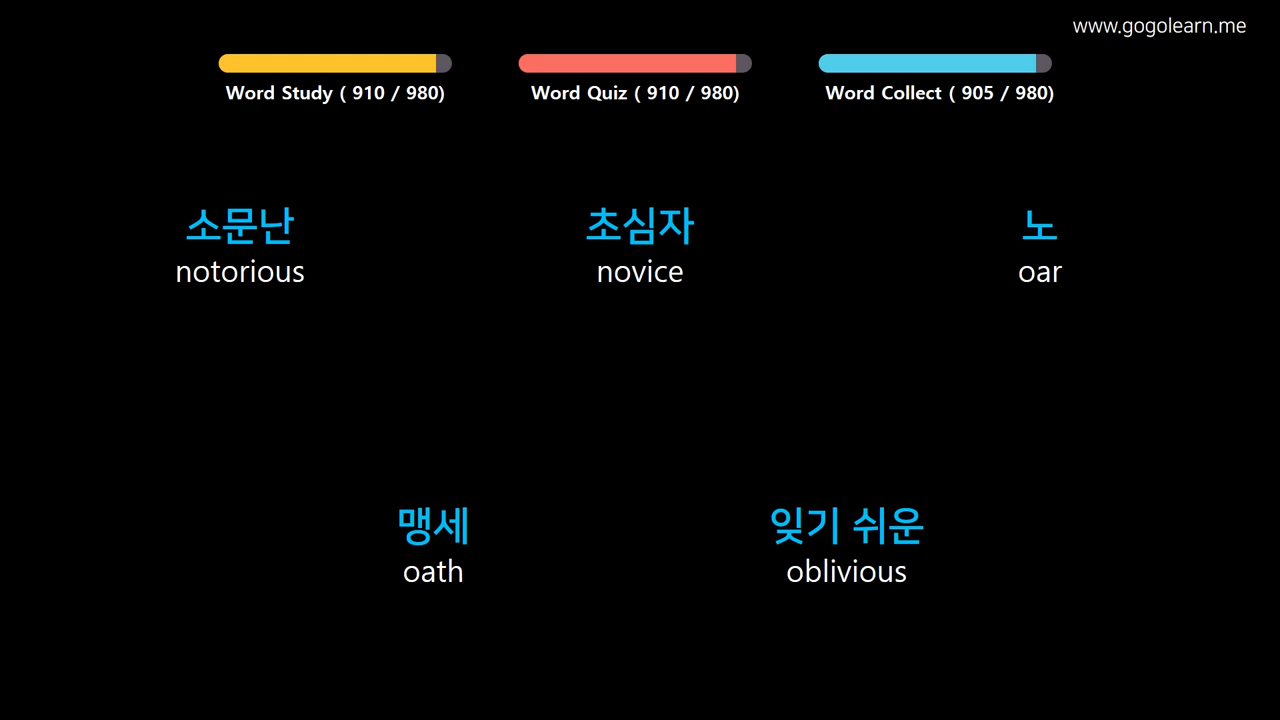 www.gogolearn.me
Word Study ( 910 / 980)
Word Quiz ( 910 / 980)
Word Collect ( 905 / 980)
소문난
notorious
초심자
novice
노
oar
맹세
oath
잊기 쉬운
oblivious